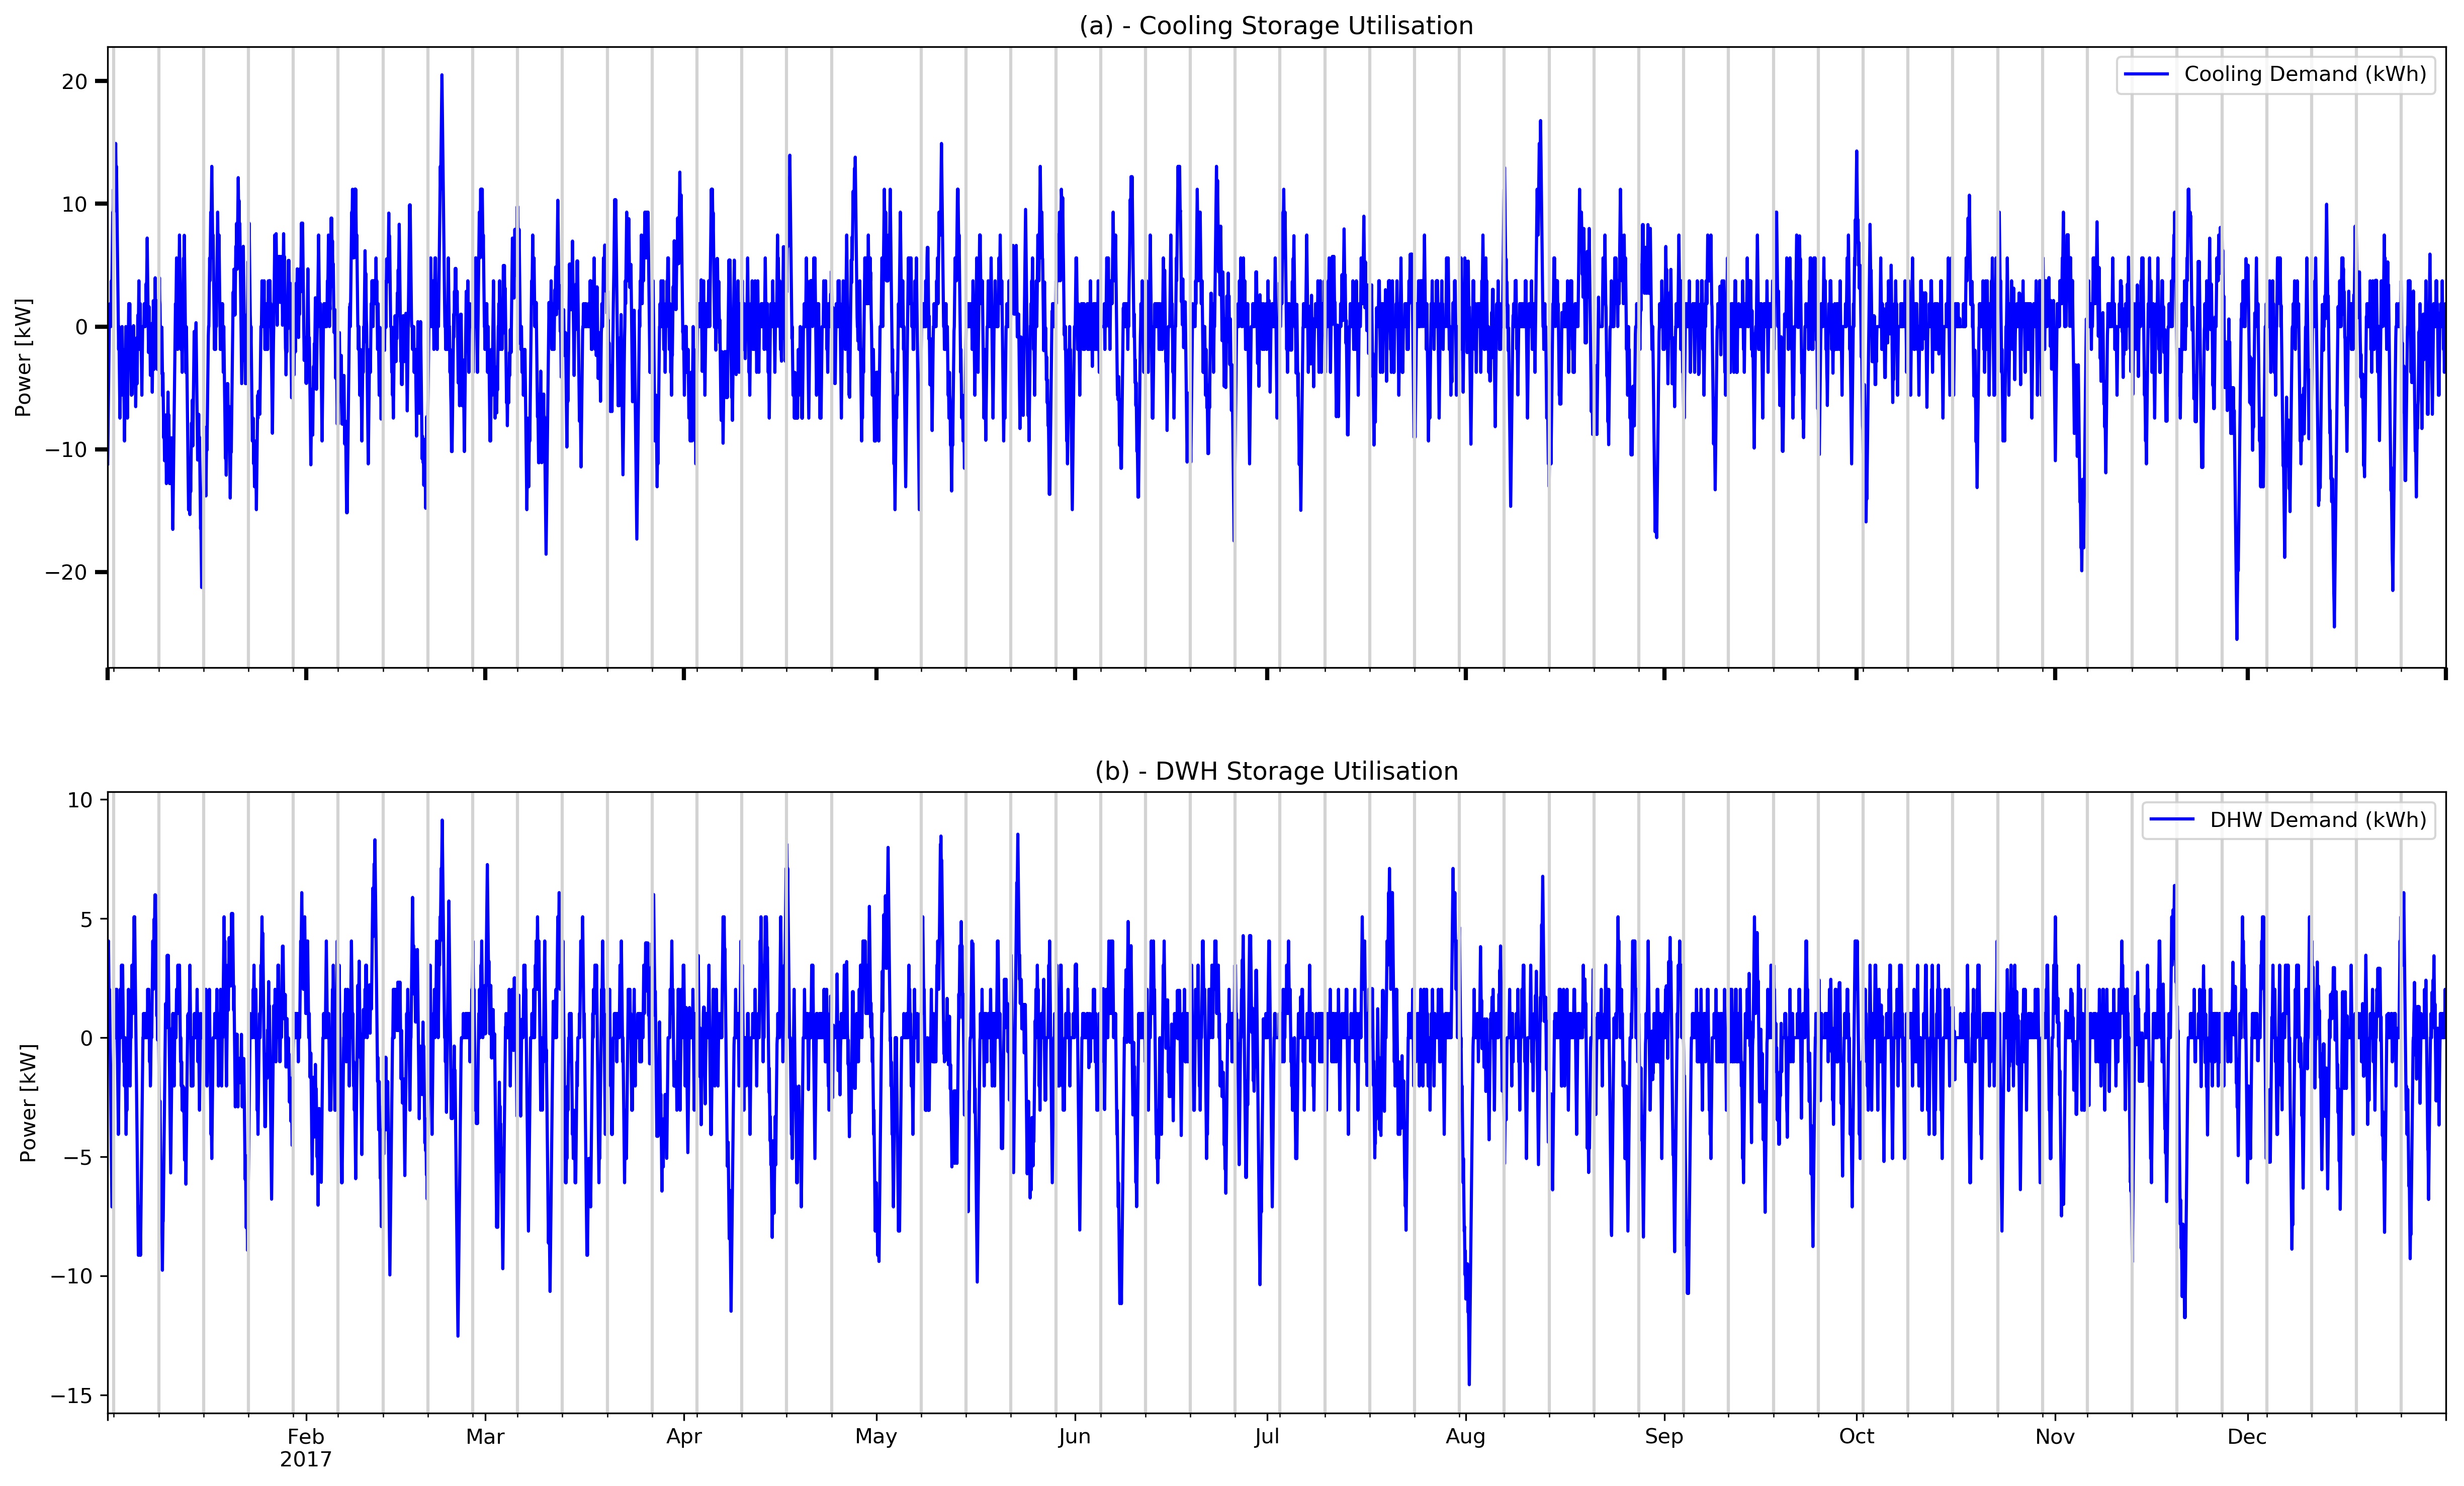 (a) - Cooling Storage Utilisation
Cooling Demand (kWh)
Power [kW]
20
10
0
−10
−20
(b) - DWH Storage Utilisation
DHW Demand (kWh)
Power [kW]
10
5
0
−5
−10
−15
Feb Mar Apr May Jun Jul Aug Sep Oct Nov Dec
2017